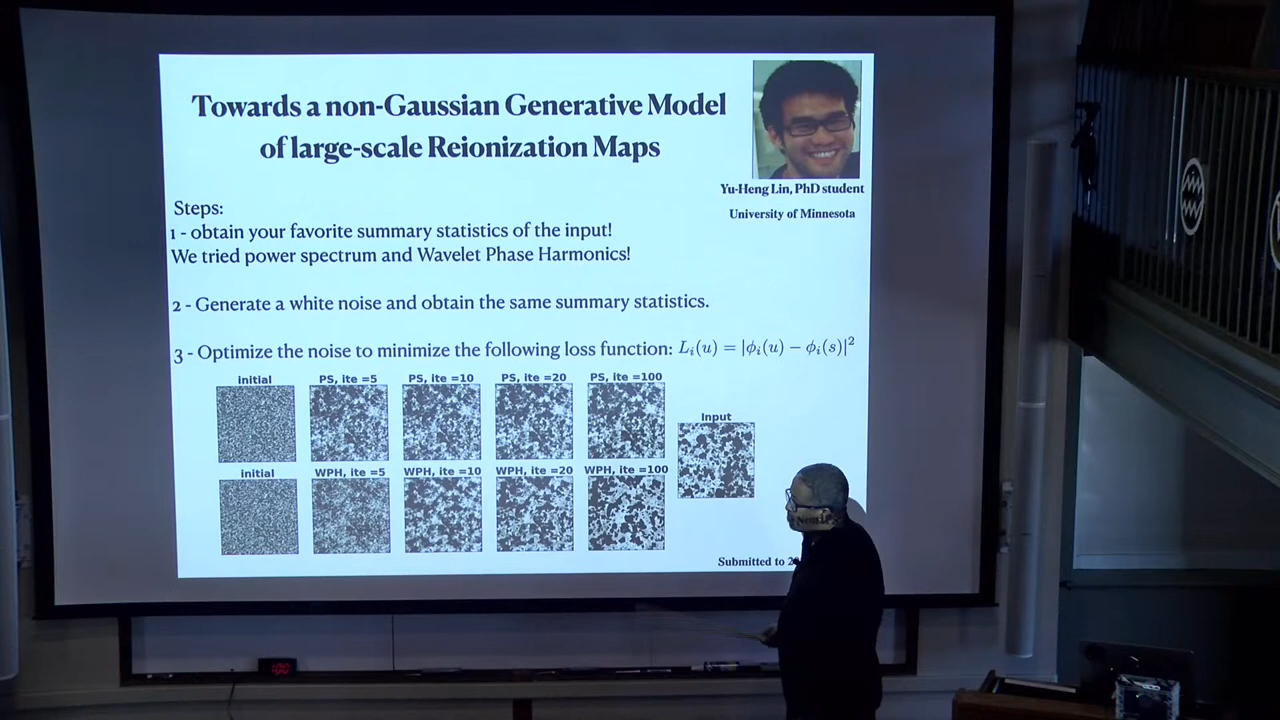 Towards a non-Gaussian Generative Model
of large-scale Reionization Maps
Yu-Heng Lin, PhD student
University of Minnesota
Steps:
1 - obtain your favorite summary statistics of the input!
We tried power spectrum and Wavelet Phase Harmonics!
2 - Generate a white noise and obtain the same summary statistics.
3 - Optimize the noise to minimize the following loss function: Lᵢ(u) = |ϕᵢ(u) − ϕᵢ(s)|²
initial PS, ite =5 PS, ite =10 PS, ite =20 PS, ite =100
Input
initial WPH, ite =5 WPH, ite =10 WPH, ite =20 WPH, ite =100
Submitted to